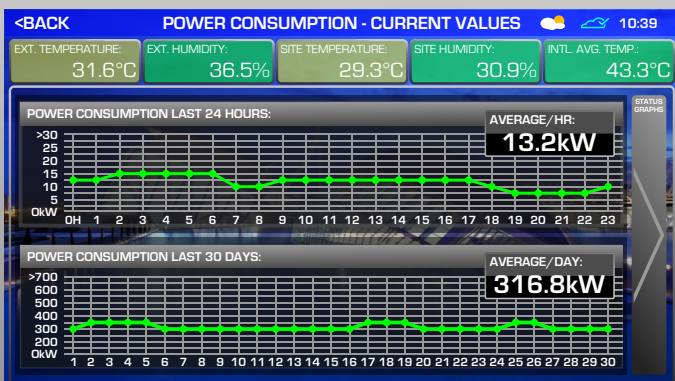 <BACK POWER CONSUMPTION - CURRENT VALUES 10:39
EXT. TEMPERATURE: EXT. HUMIDITY: SITE TEMPERATURE: SITE HUMIDITY: INTL. AVG. TEMP.:
31.6°C 36.5% 29.3°C 30.9% 43.3°C
STATUS
GRAPHS
POWER CONSUMPTION LAST 24 HOURS:
AVERAGE/HR:
13.2kW
>30
25
20
15
10
5
0kW
0H 1 2 3 4 5 6 7 8 9 10 11 12 13 14 15 16 17 18 19 20 21 22 23
POWER CONSUMPTION LAST 30 DAYS:
AVERAGE/DAY:
316.8kW
>700
600
500
400
300
200
0kW
1 2 3 4 5 6 7 8 9 10 11 12 13 14 15 16 17 18 19 20 21 22 23 24 25 26 27 28 29 30